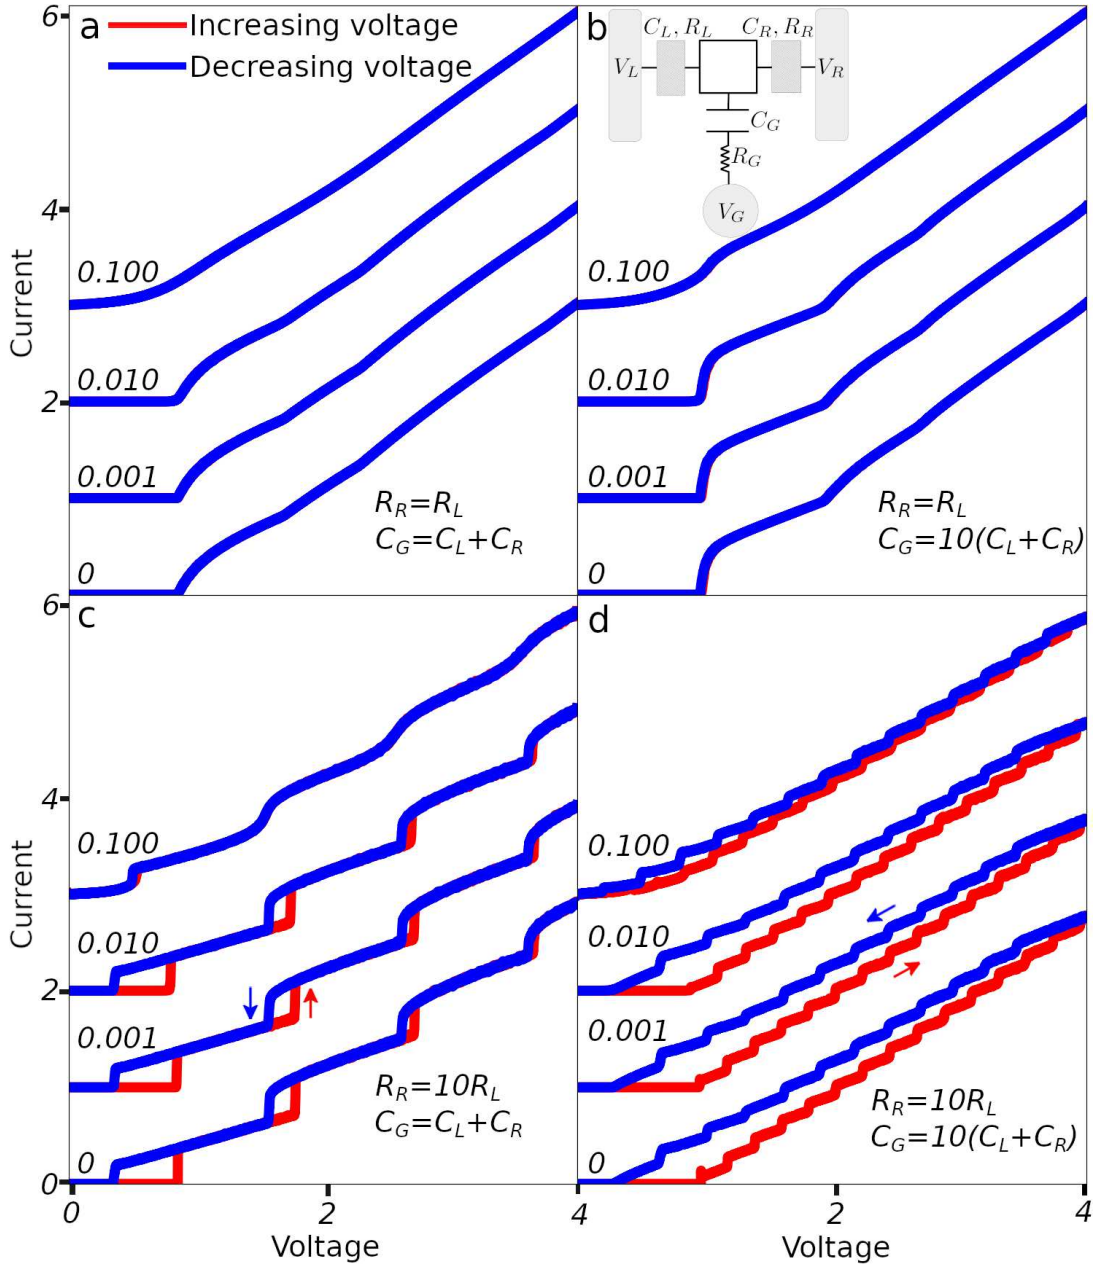 a
Increasing voltage
Decreasing voltage
6
4
2
Current
0.100
0.010
0.001
0
R_R=R_L
C_G=C_L+C_R
b
C_L, R_L
C_R, R_R
V_L
V_R
C_G
R_G
V_G
0.100
0.010
0.001
0
R_R=R_L
C_G=10(C_L+C_R)
c
6
4
2
0
Current
0.100
0.010
0.001
0
R_R=10R_L
C_G=C_L+C_R
0
2
4
Voltage
d
0.100
0.010
0.001
0
R_R=10R_L
C_G=10(C_L+C_R)
2
4
Voltage